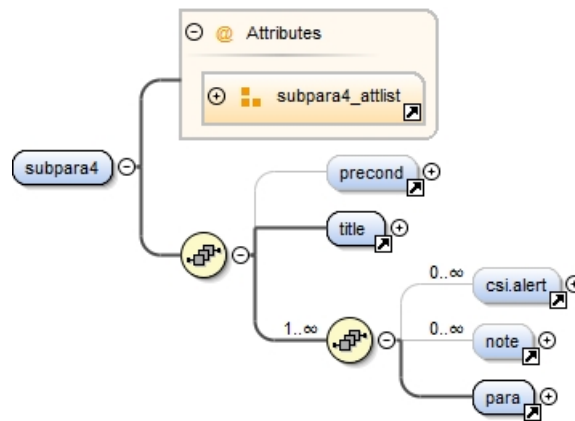 @ Attributes
subpara4_attlist
subpara4
precond
title
0..∞
csi.alert
1..∞
0..∞
note
para